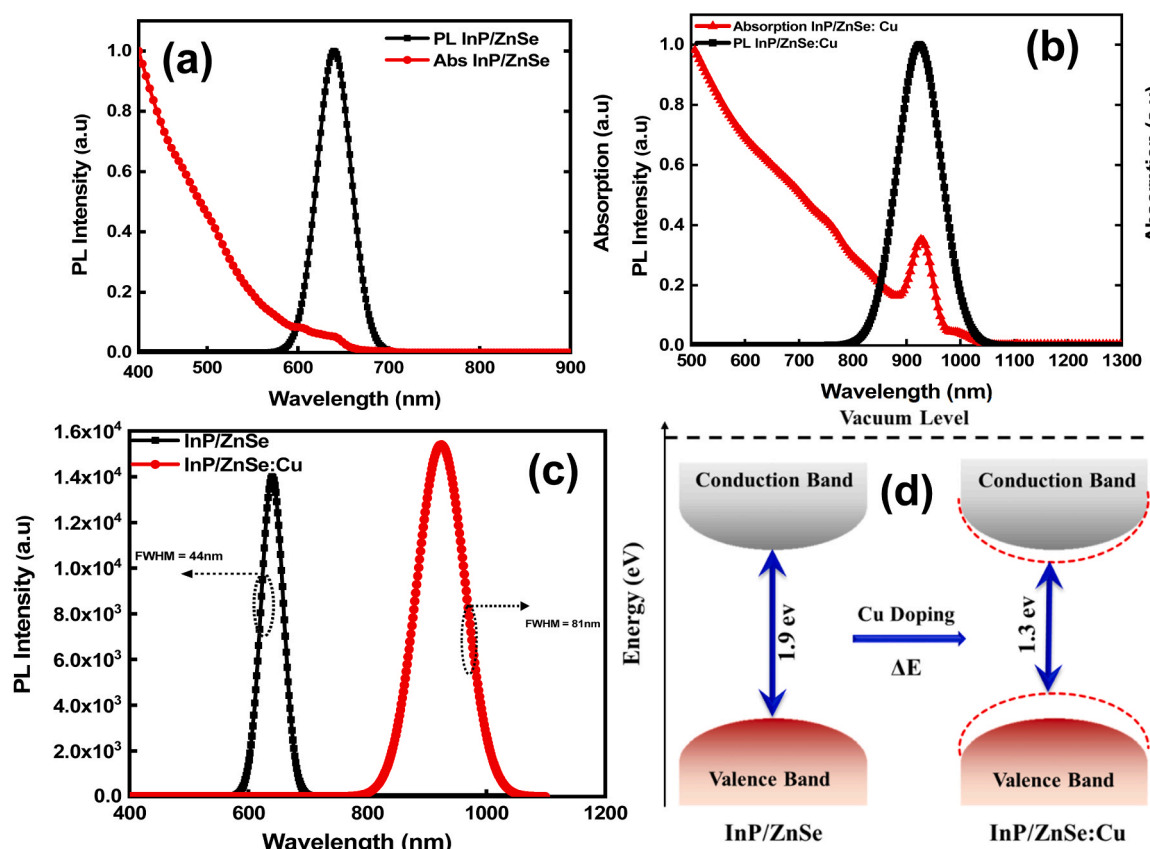 (a)
PL InP/ZnSe
Abs InP/ZnSe
1.0
0.8
0.6
0.4
0.2
0.0
PL Intensity (a.u)
Absorption (a.u)
400 500 600 700 800 900
Wavelength (nm)
(b)
Absorption InP/ZnSe: Cu
PL InP/ZnSe:Cu
1.0
0.8
0.6
0.4
0.2
0.0
PL Intensity (a.u)
500 600 700 800 900 1000 1100 1200 1300
Wavelength (nm)
(c)
InP/ZnSe
InP/ZnSe:Cu
1.6x10⁴
1.4x10⁴
1.2x10⁴
1.0x10⁴
8.0x10³
6.0x10³
4.0x10³
2.0x10³
0.0
PL Intensity (a.u)
FWHM = 44nm
FWHM = 81nm
400 600 800 1000 1200
Wavelength (nm)
Vacuum Level
(d)
Conduction Band
Conduction Band
Energy (eV)
1.9 ev
Cu Doping
ΔE
1.3 ev
Valence Band
Valence Band
InP/ZnSe
InP/ZnSe:Cu